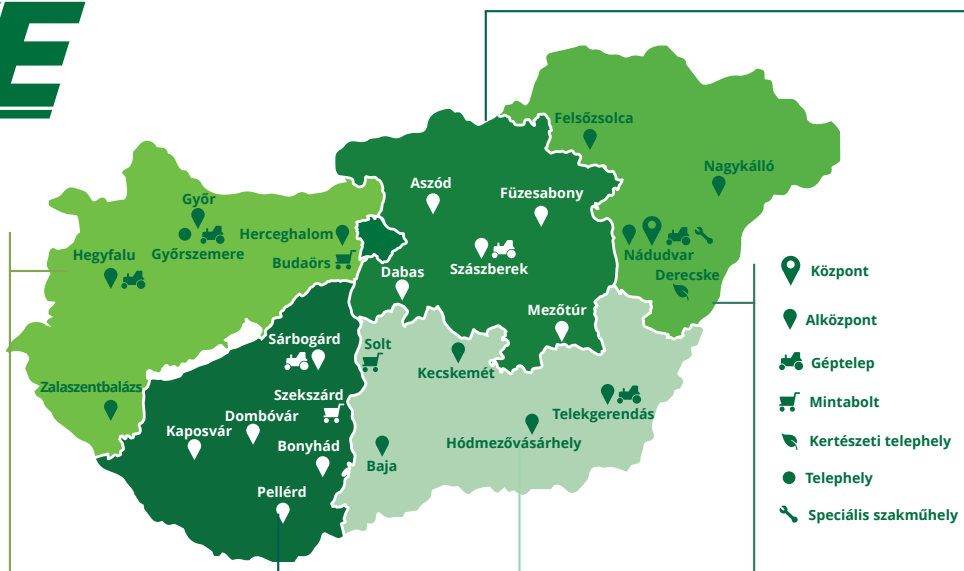 E
Felsőzsolca
Nagykálló
Aszód
Füzesabony
Győr
Herceghalom
Győrszemere
Hegyfalu
Budaörs
Nádudvar
Derecske
Szászberek
Dabas
Mezőtúr
Sárbogárd
Solt
Kecskemét
Zalaszentbalázs
Szekszárd
Dombóvár
Kaposvár
Bonyhád
Telekgerendás
Hódmezővásárhely
Baja
Pellérd
Központ
Alközpont
Géptelep
Mintabolt
Kertészeti telephely
Telephely
Speciális szakműhely